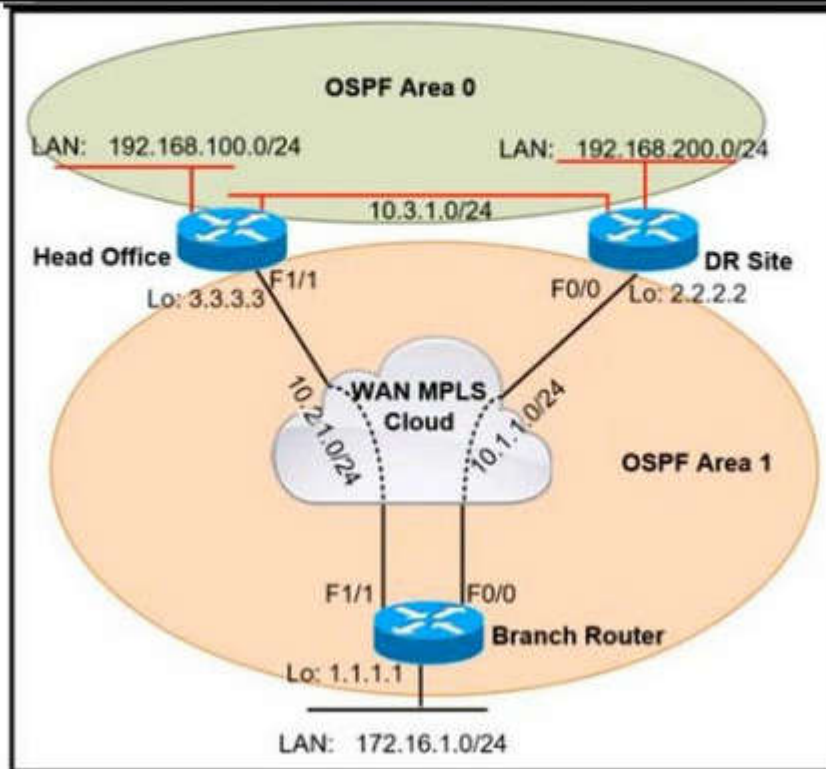 OSPF Area 0
LAN: 192.168.100.0/24
LAN: 192.168.200.0/24
10.3.1.0/24
Head Office
DR Site
F1/1
F0/0
Lo: 3.3.3.3
Lo: 2.2.2.2
WAN MPLS
Cloud
10.2.1.0/24
10.1.1.0/24
OSPF Area 1
F1/1
F0/0
Branch Router
Lo: 1.1.1.1
LAN: 172.16.1.0/24